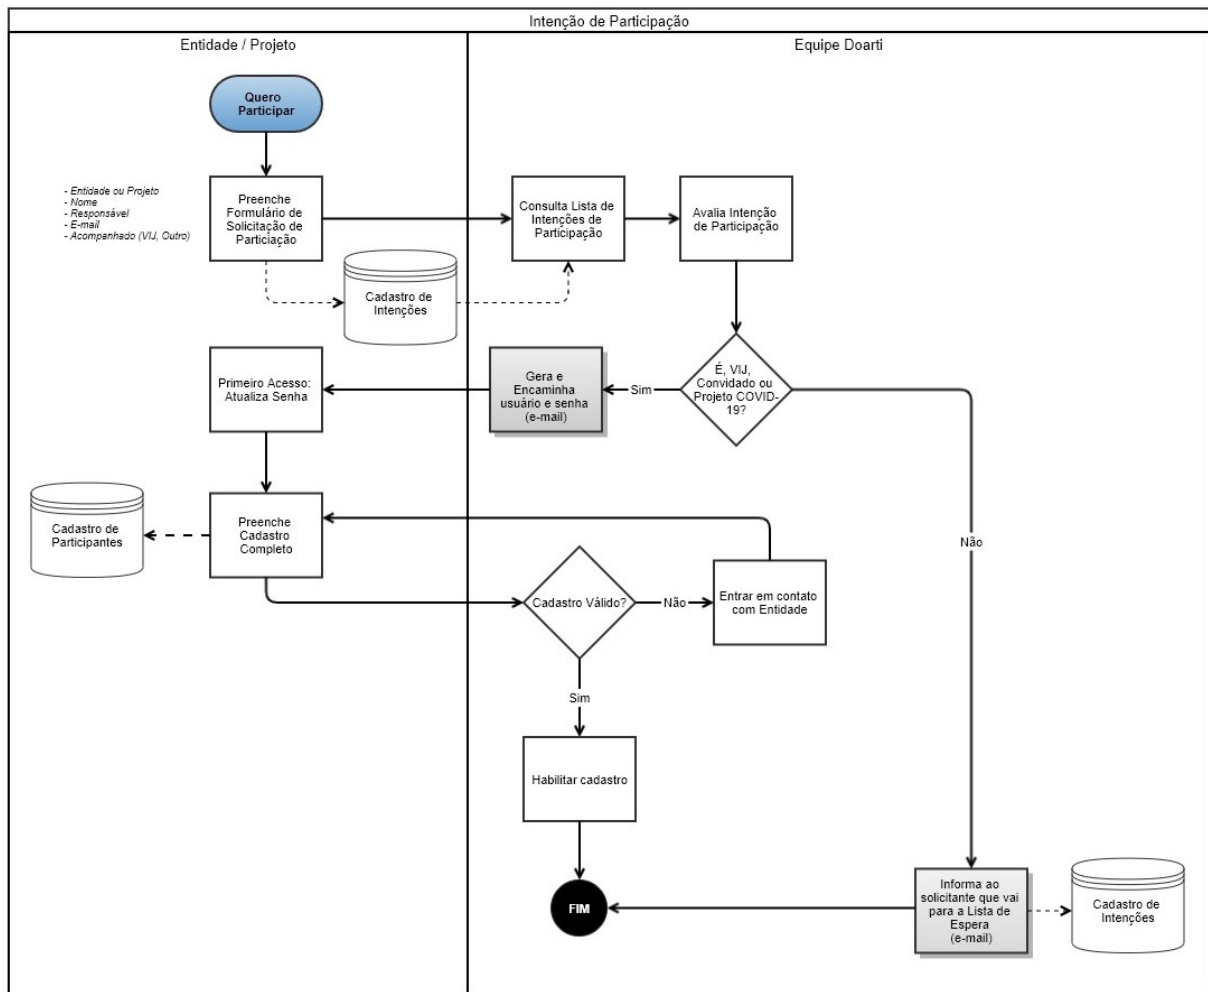 Intenção de Participação
Entidade / Projeto
Equipe Doarti
Quero
Participar
- Entidade ou Projeto
- Nome
- Responsável
- E-mail
- Acompanhado (VIJ, Outro)
Preenche
Formulário de
Solicitação de
Particiação
Consulta Lista de
Intenções de
Participação
Avalia Intenção
de Participação
Cadastro de
Intenções
É, VIJ,
Convidado ou
Projeto COVID-
19?
Sim
Gera e
Encaminha
usuário e senha
(e-mail)
Primeiro Acesso:
Atualiza Senha
Cadastro de
Participantes
Preenche
Cadastro
Completo
Não
Cadastro Válido?
Não
Entrar em contato
com Entidade
Sim
Habilitar cadastro
FIM
Informa ao
solicitante que vai
para a Lista de
Espera
(e-mail)
Cadastro de
Intenções